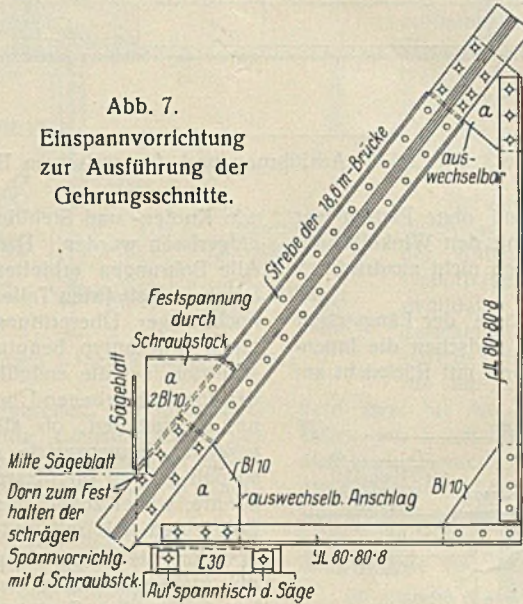 Abb. 7.
Einspannvorrichtung
zur Ausführung der
Gehrungsschnitte.
a
aus-
wechselbar
Strebe der 18,6 m-Brücke
Festspannung
durch
Schraubstock
a
2Bl10
Sägeblatt
JL 80·80·8
Mitte Sägeblatt
Dorn zum Fest-
halten der
schrägen
Spannvorrichtg.
mit d. Schraubstck.
a
Bl 10
auswechselb. Anschlag
Bl 10
JL 80·80·8
C30
Aufspanntisch d. Säge